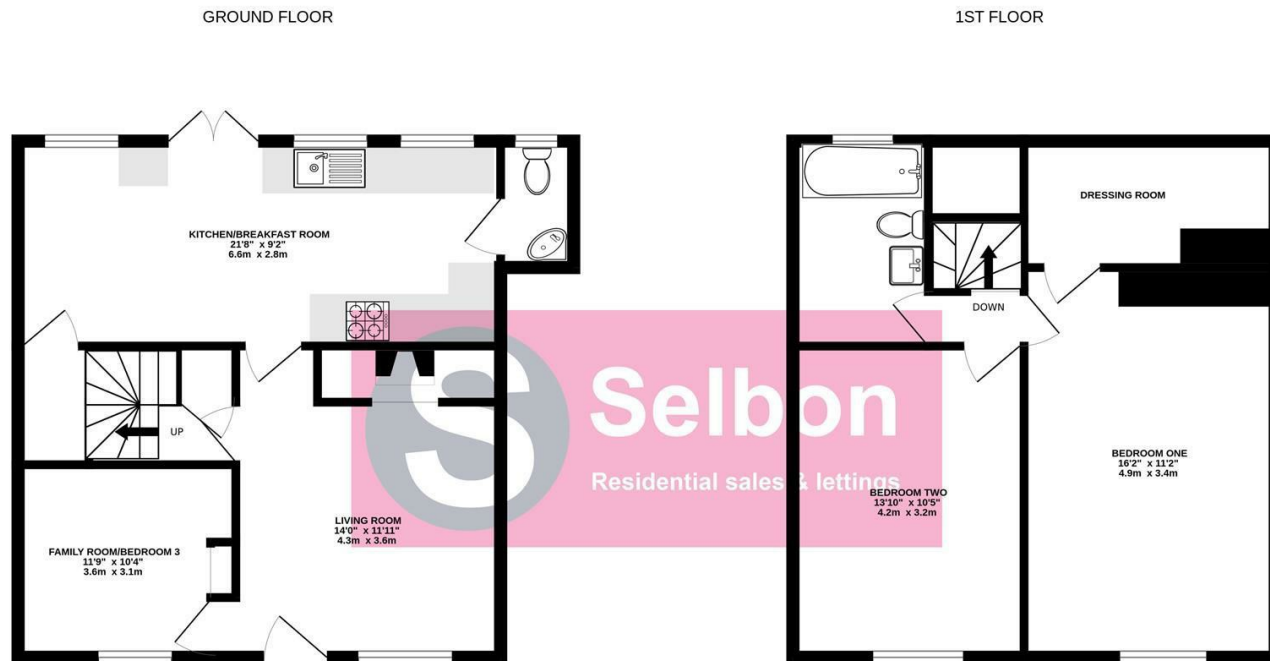 GROUND FLOOR
1ST FLOOR
KITCHEN/BREAKFAST ROOM
21'8" x 9'2"
6.6m x 2.8m
UP
FAMILY ROOM/BEDROOM 3
11'9" x 10'4"
3.6m x 3.1m
LIVING ROOM
14'0" x 11'11"
4.3m x 3.6m
DRESSING ROOM
DOWN
BEDROOM ONE
16'2" x 11'2"
4.9m x 3.4m
BEDROOM TWO
13'10" x 10'5"
4.2m x 3.2m
S
Selbon
Residential sales & lettings